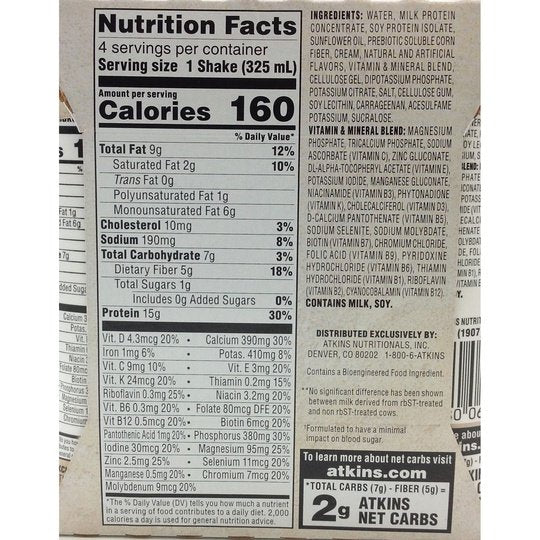 Nutrition Facts
4 servings per container
Serving size 1 Shake (325 mL)
Amount per serving
Calories 160
% Daily Value*
Total Fat 9g 12%
Saturated Fat 2g 10%
Trans Fat 0g
Polyunsaturated Fat 1g
Monounsaturated Fat 6g
Cholesterol 10mg 3%
Sodium 190mg 8%
Total Carbohydrate 7g 3%
Dietary Fiber 5g 18%
Total Sugars 1g
Includes 0g Added Sugars 0%
Protein 15g 30%
Vit. D 4.3mcg 20% • Calcium 390mg 30%
Iron 1mg 6% • Potas. 410mg 8%
Vit. C 9mg 10% • Vit. E 3mg 20%
Vit. K 24mcg 20% • Thiamin 0.2mg 15%
Riboflavin 0.3mg 25% • Niacin 3.2mg 20%
Vit. B6 0.3mg 20% • Folate 80mcg DFE 20%
Vit B12 0.5mcg 20% • Biotin 6mcg 20%
Pantothenic Acid 1mg 20% • Phosphorus 380mg 30%
Iodine 30mcg 20% • Magnesium 95mg 25%
Zinc 2.5mg 25% • Selenium 11mcg 20%
Manganese 0.5mg 20% • Chromium 7mcg 20%
Molybdenum 9mcg 20%
*The % Daily Value (DV) tells you how much a nutrient
in a serving of food contributes to a daily diet. 2,000
calories a day is used for general nutrition advice.
INGREDIENTS: WATER, MILK PROTEIN
CONCENTRATE, SOY PROTEIN ISOLATE,
SUNFLOWER OIL, PREBIOTIC SOLUBLE CORN
FIBER, CREAM, NATURAL AND ARTIFICIAL
FLAVORS, VITAMIN & MINERAL BLEND,
CELLULOSE GEL, DIPOTASSIUM PHOSPHATE,
POTASSIUM CITRATE, SALT, CELLULOSE GUM,
SOY LECITHIN, CARRAGEENAN, ACESULFAME
POTASSIUM, SUCRALOSE.
VITAMIN & MINERAL BLEND: MAGNESIUM
PHOSPHATE, TRICALCIUM PHOSPHATE, SODIUM
ASCORBATE (VITAMIN C), ZINC GLUCONATE,
DL-ALPHA-TOCOPHERYL ACETATE (VITAMIN E),
POTASSIUM IODIDE, MANGANESE GLUCONATE,
NIACINAMIDE (VITAMIN B3), PHYTONADIONE
(VITAMIN K), CHOLECALCIFEROL (VITAMIN D3),
D-CALCIUM PANTOTHENATE (VITAMIN B5),
SODIUM SELENITE, SODIUM MOLYBDATE,
BIOTIN (VITAMIN B7), CHROMIUM CHLORIDE,
FOLIC ACID (VITAMIN B9), PYRIDOXINE
HYDROCHLORIDE (VITAMIN B6), THIAMIN
HYDROCHLORIDE (VITAMIN B1), RIBOFLAVIN
(VITAMIN B2), CYANOCOBALAMIN (VITAMIN B12).
CONTAINS MILK, SOY.
DISTRIBUTED EXCLUSIVELY BY:
ATKINS NUTRITIONALS, INC.
DENVER, CO 80202 1-800-6-ATKINS
Contains a Bioengineered Food Ingredient.
**No significant difference has been shown
between milk derived from rbST-treated
and non rbST-treated cows.
†Formulated to have a minimal
impact on blood sugar.
To learn more about net carbs visit
atkins.com
*TOTAL CARBS (7g) - FIBER (5g) =
2g ATKINS
NET CARBS